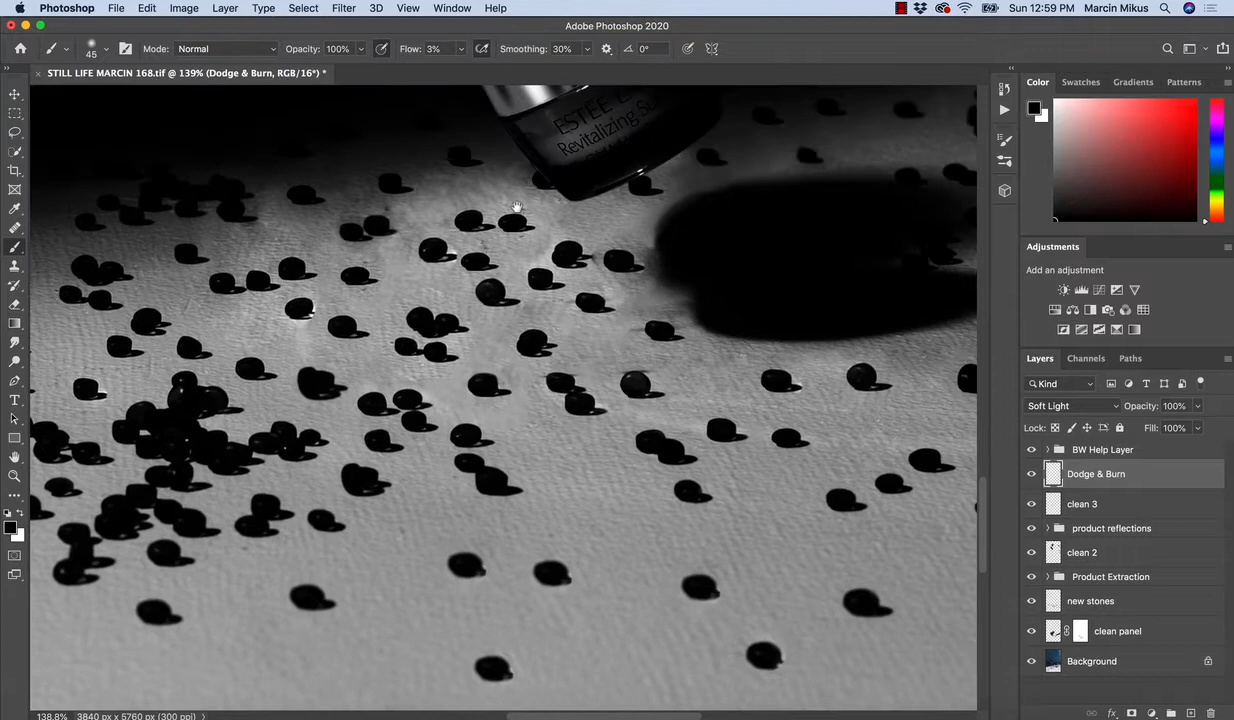 Photoshop File Edit Image Layer Type Select Filter 3D View Window Help Sun 12:59 PM Marcin Mikus
Adobe Photoshop 2020
45 Mode: Normal Opacity: 100% Flow: 3% Smoothing: 30% 0°
STILL LIFE MARCIN 168.tif @ 139% (Dodge & Burn, RGB/16*) *
Color Swatches Gradients Patterns
ESTÉE
Revitalizing
Adjustments
Add an adjustment
Layers Channels Paths
Kind
Soft Light Opacity: 100%
Lock: Fill: 100%
BW Help Layer
Dodge & Burn
clean 3
product reflections
clean 2
Product Extraction
new stones
clean panel
Background
138.8% 3840 px x 5760 px (300 ppi)